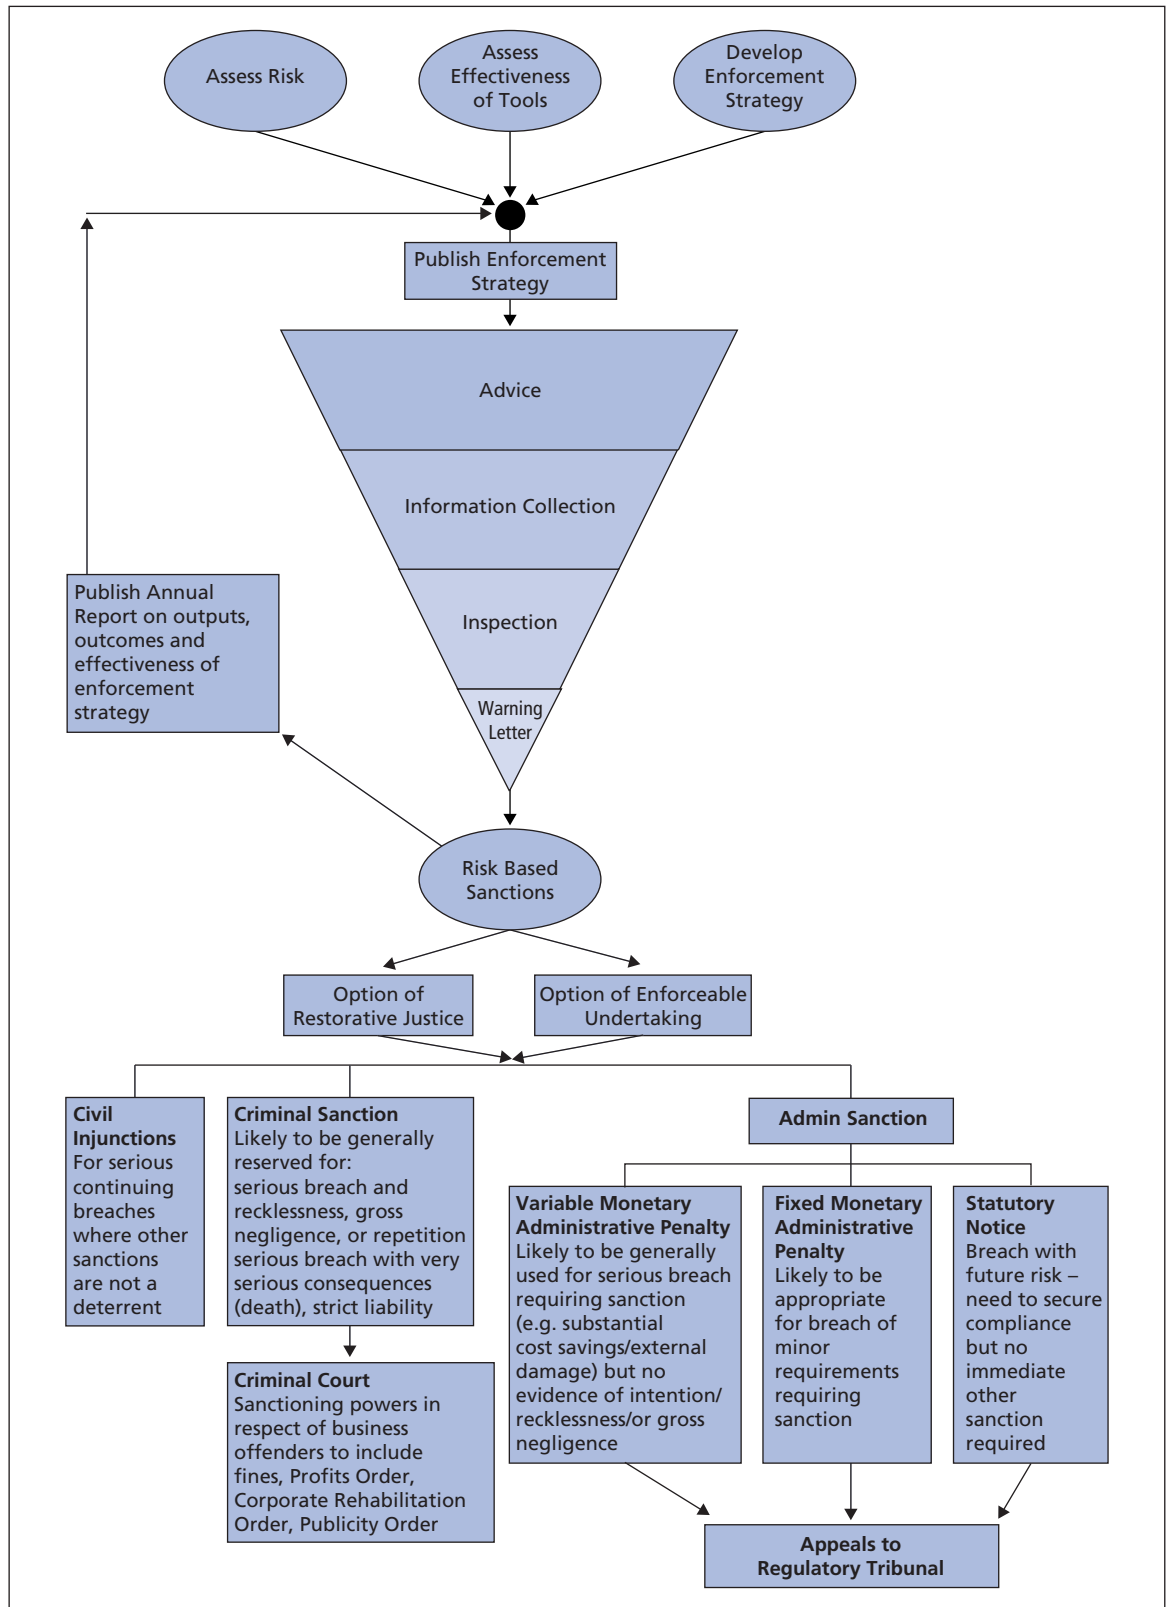 Assess Risk
Assess
Effectiveness
of Tools
Develop
Enforcement
Strategy
Publish Enforcement
Strategy
Advice
Information Collection
Inspection
Warning
Letter
Publish Annual
Report on outputs,
outcomes and
effectiveness of
enforcement
strategy
Risk Based
Sanctions
Option of
Restorative Justice
Option of Enforceable
Undertaking
Civil
Injunctions
For serious
continuing
breaches
where other
sanctions
are not a
deterrent
Criminal Sanction
Likely to be generally
reserved for:
serious breach and
recklessness, gross
negligence, or repetition
serious breach with very
serious consequences
(death), strict liability
Criminal Court
Sanctioning powers in
respect of business
offenders to include
fines, Profits Order,
Corporate Rehabilitation
Order, Publicity Order
Admin Sanction
Variable Monetary
Administrative Penalty
Likely to be generally
used for serious breach
requiring sanction
(e.g. substantial
cost savings/external
damage) but no
evidence of intention/
recklessness/or gross
negligence
Fixed Monetary
Administrative
Penalty
Likely to be
appropriate
for breach of
minor
requirements
requiring
sanction
Statutory
Notice
Breach with
future risk –
need to secure
compliance
but no
immediate
other
sanction
required
Appeals to
Regulatory Tribunal